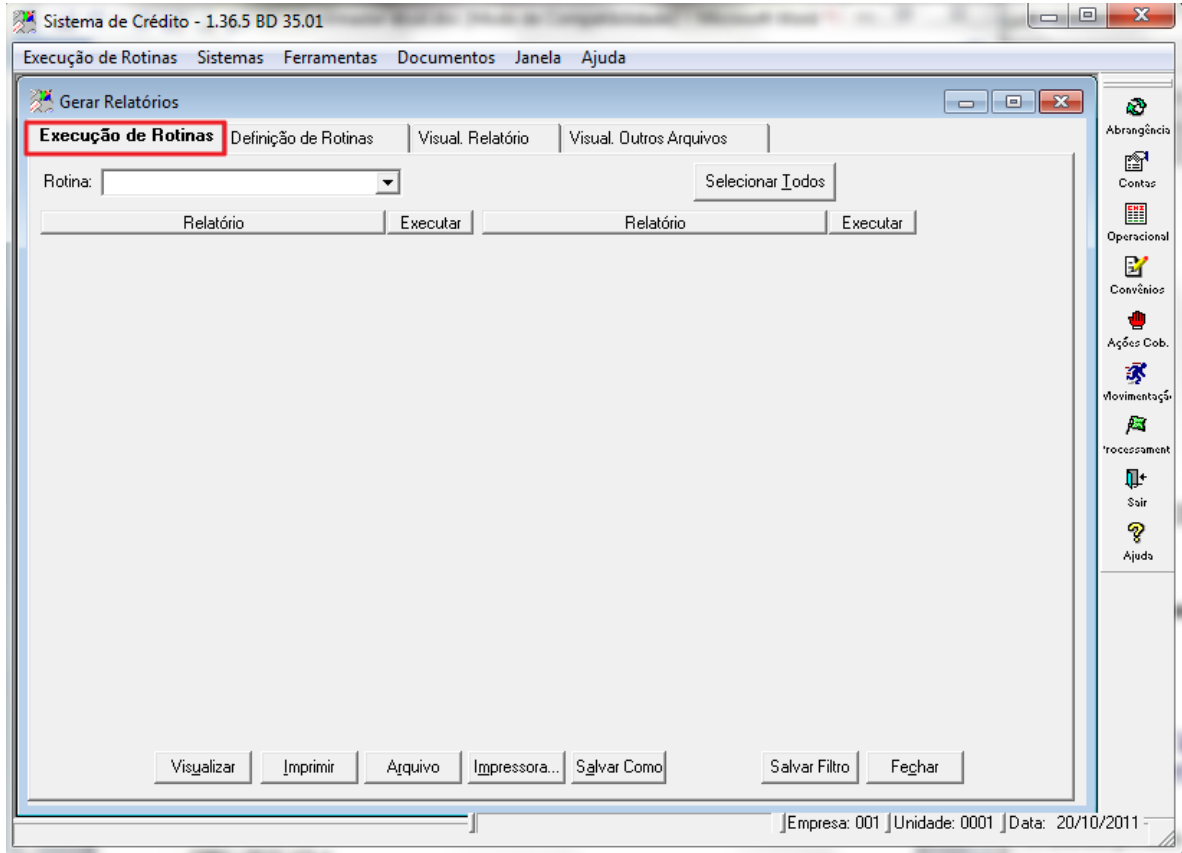 Sistema de Crédito - 1.36.5 BD 35.01
Execução de Rotinas Sistemas Ferramentas Documentos Janela Ajuda
Gerar Relatórios
Execução de Rotinas Definição de Rotinas Visual. Relatório Visual. Outros Arquivos
Rotina: Selecionar Todos
Relatório Executar Relatório Executar
Visualizar Imprimir Arquivo Impressora... Salvar Como Salvar Filtro Fechar
Abrangência
Contas
Operacional
Convênios
Ações Cob.
Movimentaçã
rocessament
Sair
Ajuda
Empresa: 001 Unidade: 0001 Data: 20/10/2011